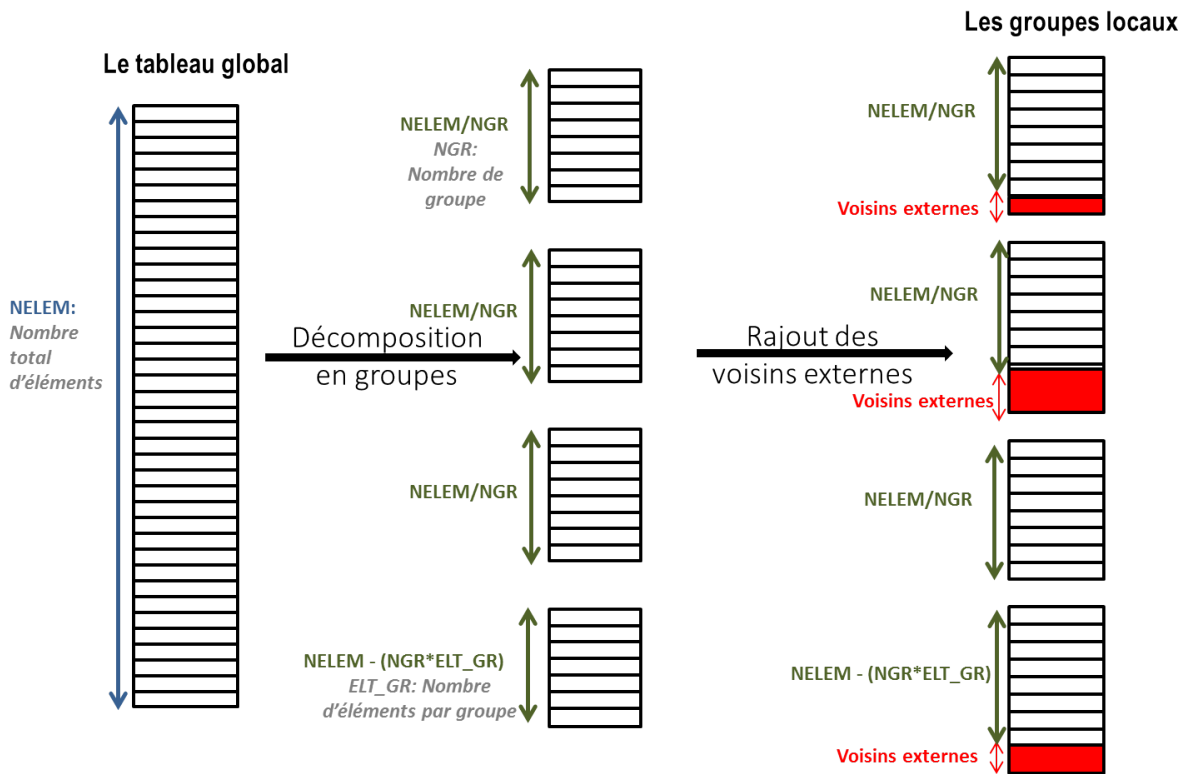 Les groupes locaux
Le tableau global
NELEM/NGR
NGR:
Nombre de
groupe
NELEM/NGR
Voisins externes
NELEM:
Nombre
total
d'éléments
NELEM/NGR
Décomposition
en groupes
NELEM/NGR
Rajout des
voisins externes
Voisins externes
NELEM/NGR
NELEM/NGR
NELEM - (NGR*ELT_GR)
ELT_GR: Nombre
d'éléments par groupe
NELEM - (NGR*ELT_GR)
Voisins externes